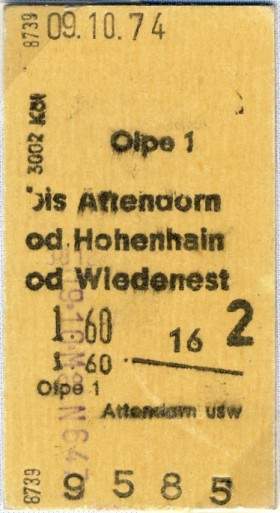 8739
09.10.74
3002 Köl
Olpe 1
bis Attendorn
od Hohenhain
od Wiedenest
1.60
16
2
1.60
Olpe 1
Attendorn usw
8739
9585